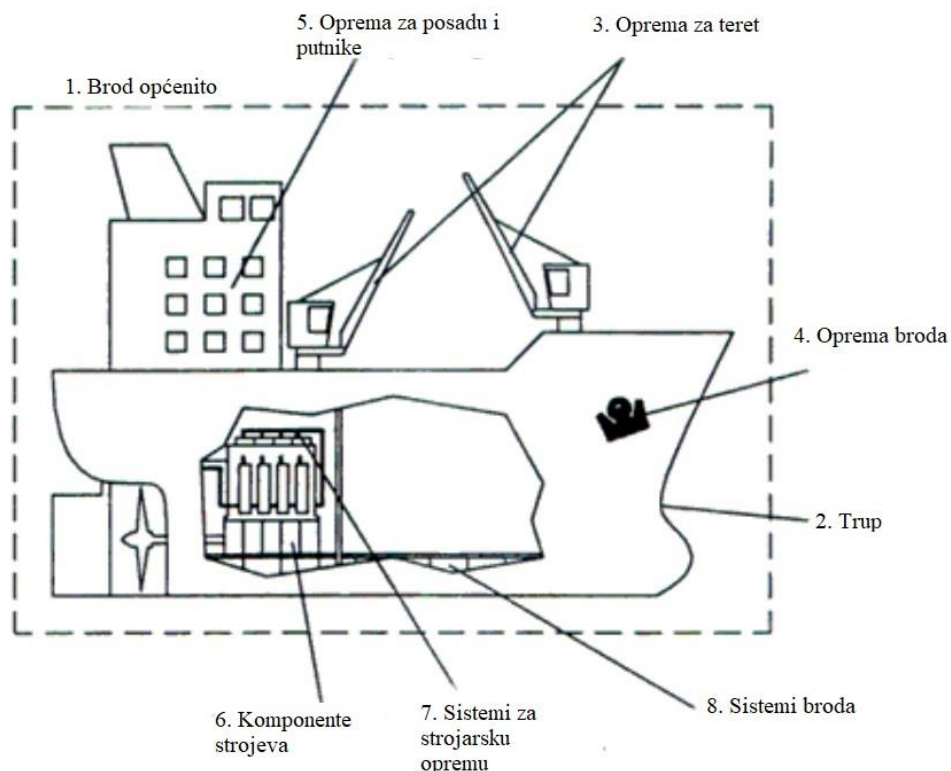 5. Oprema za posadu i
putnike
3. Oprema za teret
1. Brod općenito
4. Oprema broda
2. Trup
6. Komponente
strojeva
7. Sistemi za
strojarsku
opremu
8. Sistemi broda